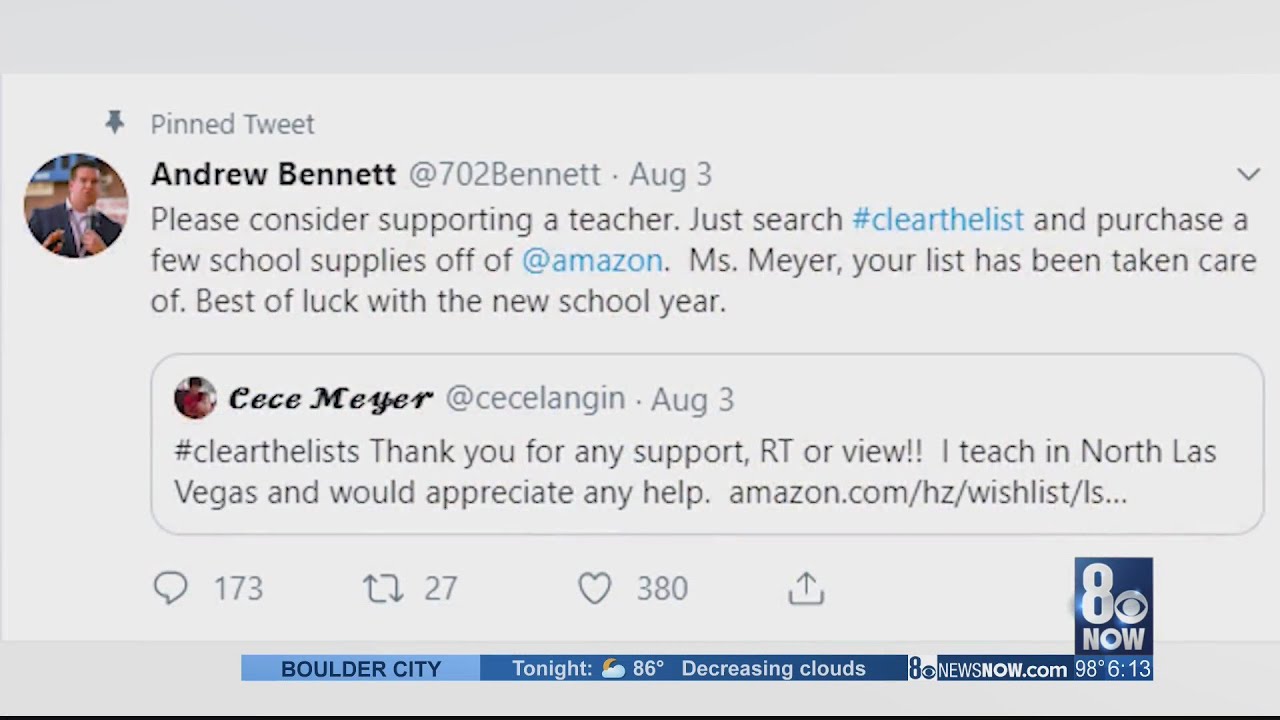 Pinned Tweet
Andrew Bennett @702Bennett · Aug 3
Please consider supporting a teacher. Just search #clearthelist and purchase a
few school supplies off of @amazon.  Ms. Meyer, your list has been taken care
of. Best of luck with the new school year.
Cece Meyer @cecelangin · Aug 3
#clearthelists Thank you for any support, RT or view!!  I teach in North Las
Vegas and would appreciate any help.  amazon.com/hz/wishlist/ls...
173 27 380
8
NOW
BOULDER CITY Tonight: 86° Decreasing clouds 8 NEWSNOW.com 98° 6:13